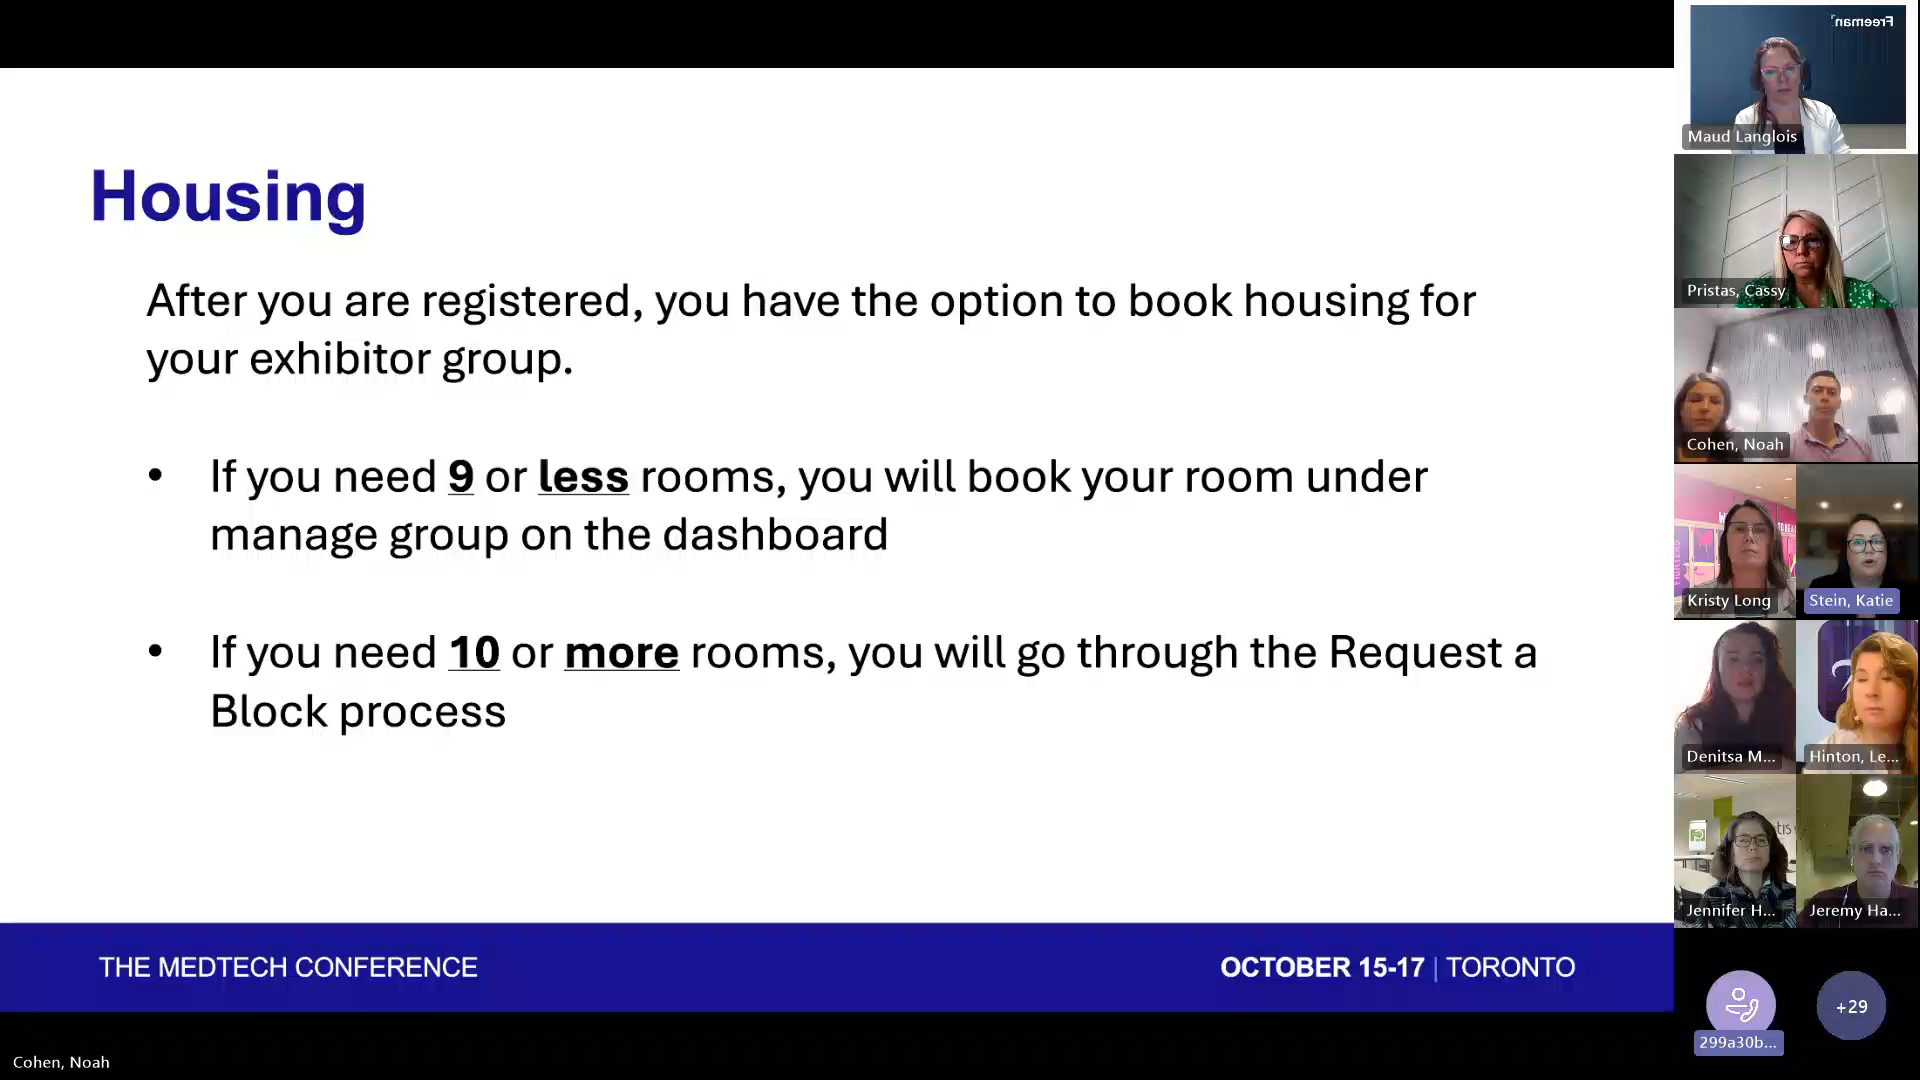 Housing
After you are registered, you have the option to book housing for
your exhibitor group.
• If you need 9 or less rooms, you will book your room under
manage group on the dashboard
• If you need 10 or more rooms, you will go through the Request a
Block process
THE MEDTECH CONFERENCE
OCTOBER 15-17 | TORONTO
Cohen, Noah
Freeman
Maud Langlois
Pristas, Cassy
Cohen, Noah
Kristy Long
Stein, Katie
Denitsa M...
Hinton, Le...
Jennifer H...
Jeremy Ha...
299a30b...
+29